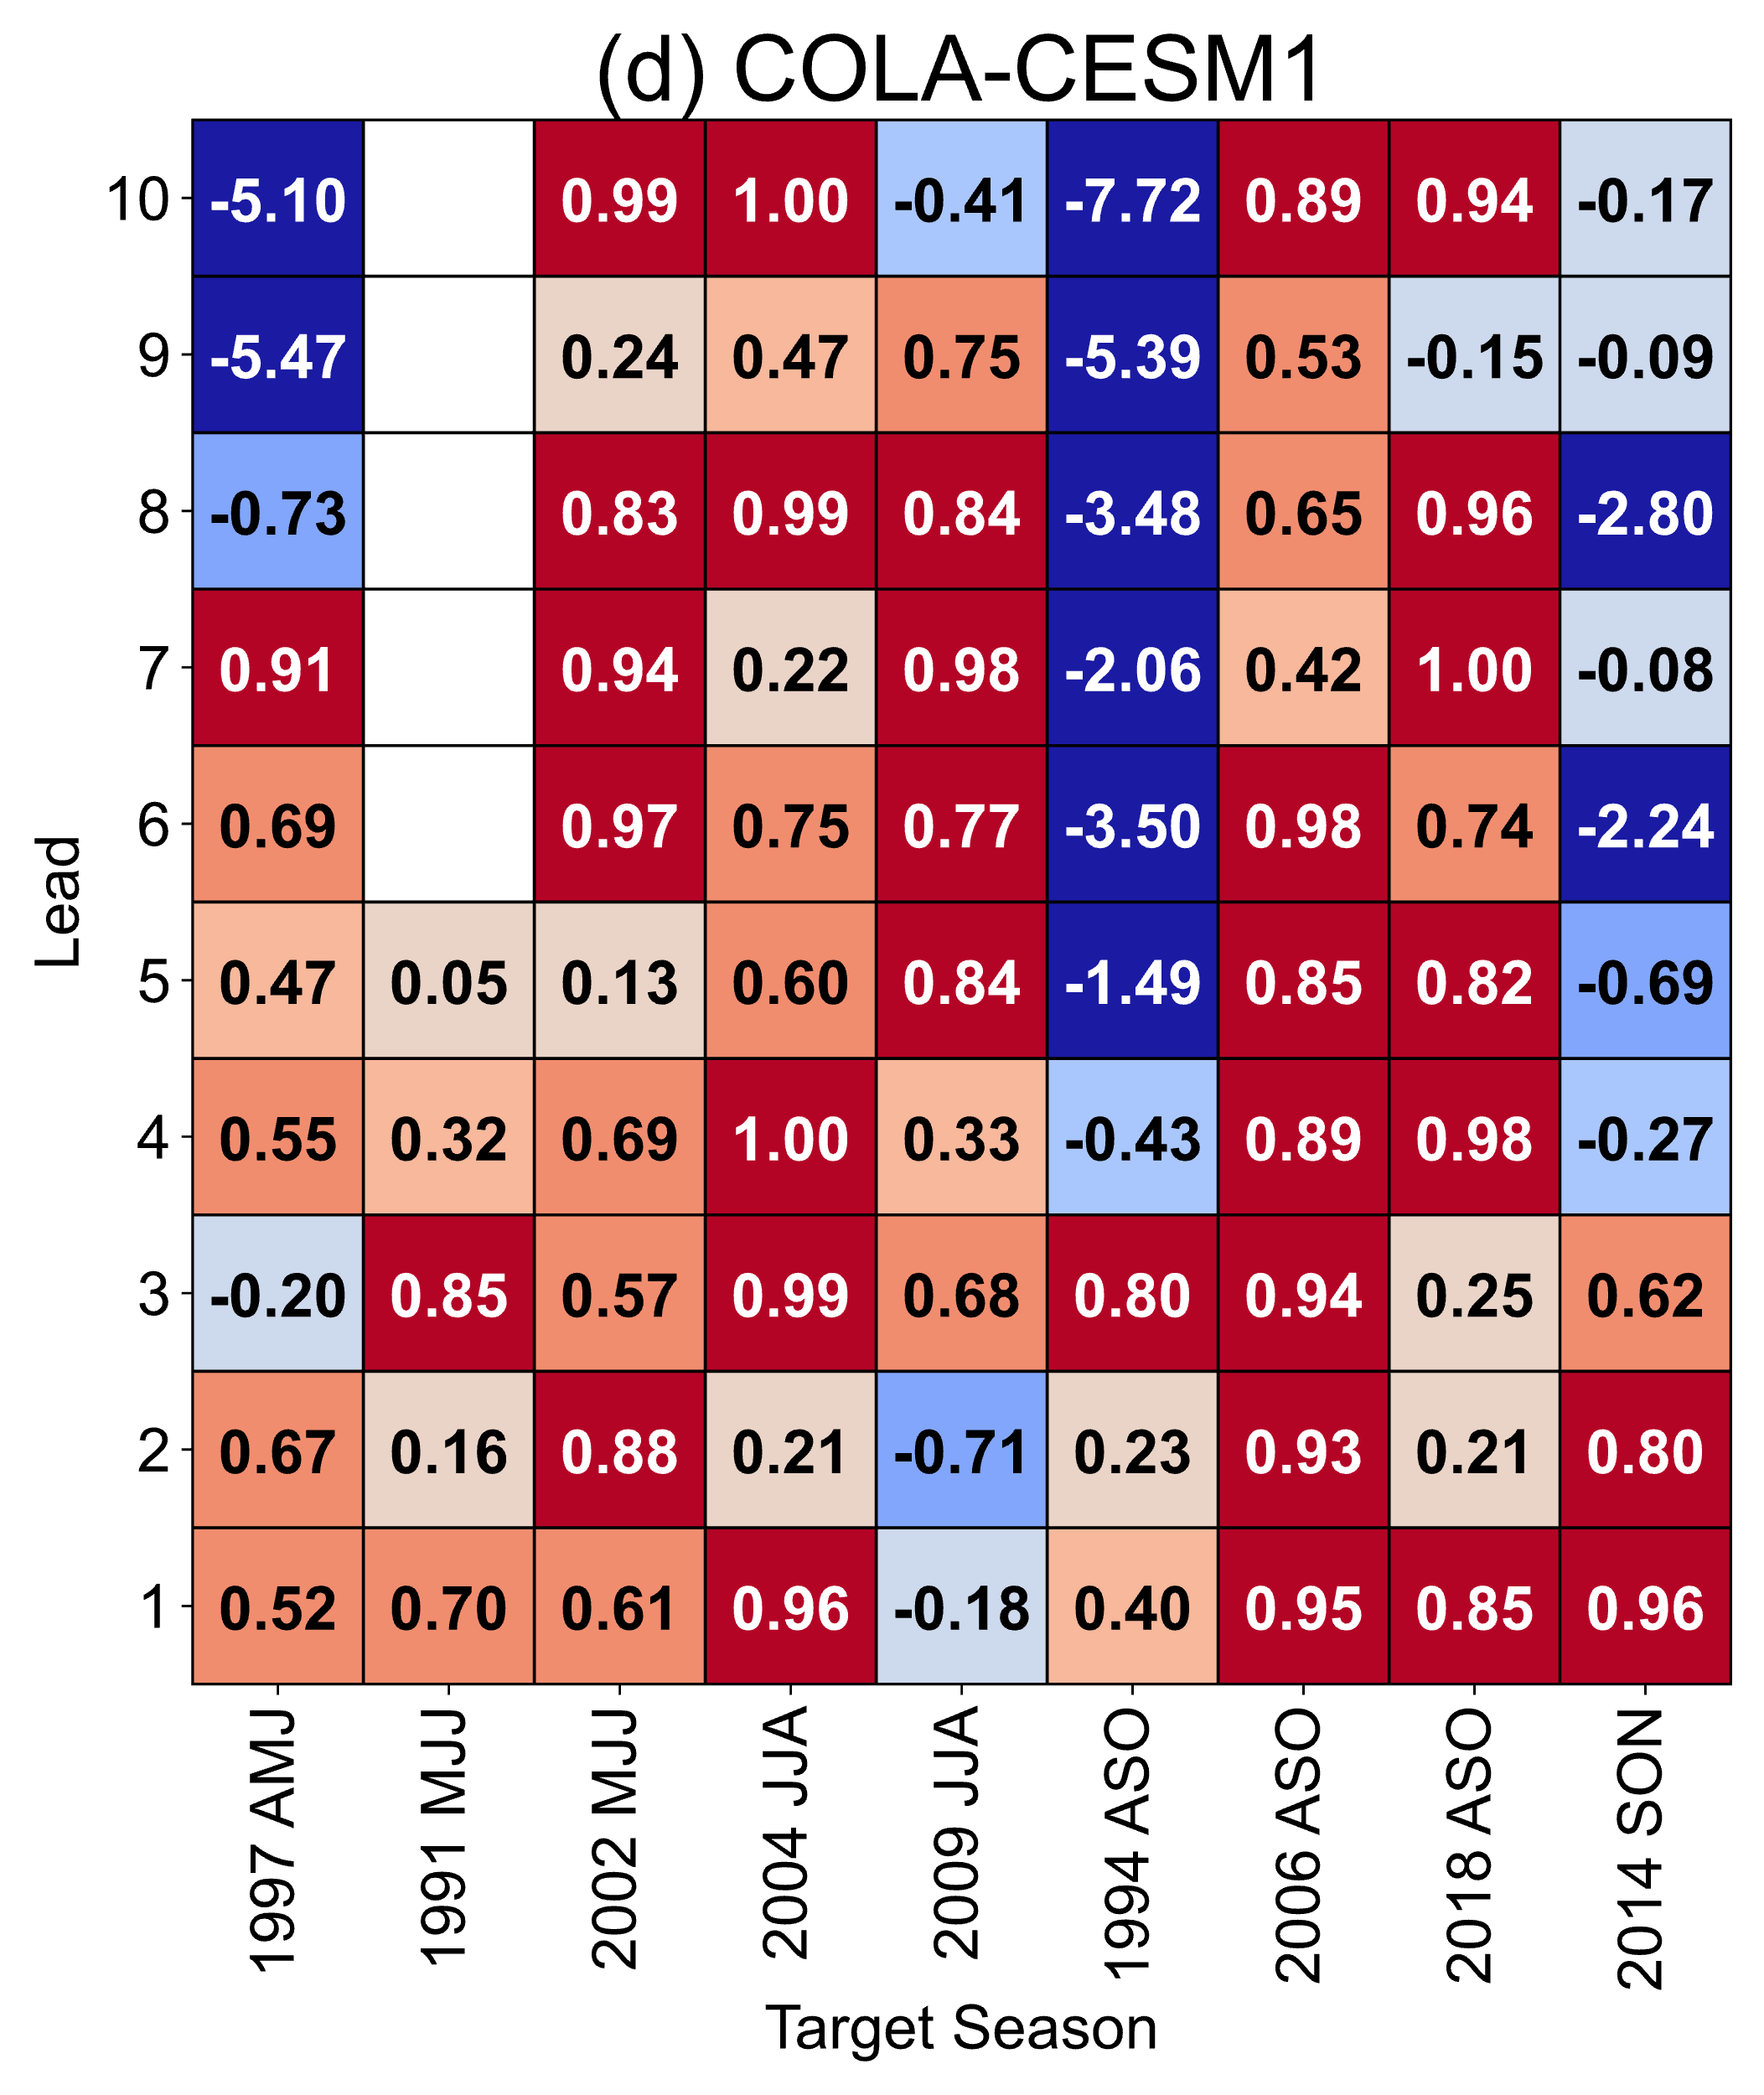 (d) COLA-CESM1
10 -5.10 0.99 1.00 -0.41 -7.72 0.89 0.94 -0.17
9 -5.47 0.24 0.47 0.75 -5.39 0.53 -0.15 -0.09
8 -0.73 0.83 0.99 0.84 -3.48 0.65 0.96 -2.80
7 0.91 0.94 0.22 0.98 -2.06 0.42 1.00 -0.08
6 0.69 0.97 0.75 0.77 -3.50 0.98 0.74 -2.24
5 0.47 0.05 0.13 0.60 0.84 -1.49 0.85 0.82 -0.69
4 0.55 0.32 0.69 1.00 0.33 -0.43 0.89 0.98 -0.27
3 -0.20 0.85 0.57 0.99 0.68 0.80 0.94 0.25 0.62
2 0.67 0.16 0.88 0.21 -0.71 0.23 0.93 0.21 0.80
1 0.52 0.70 0.61 0.96 -0.18 0.40 0.95 0.85 0.96
Lead
1997 AMJ
1991 MJJ
2002 MJJ
2004 JJA
2009 JJA
1994 ASO
2006 ASO
2018 ASO
2014 SON
Target Season